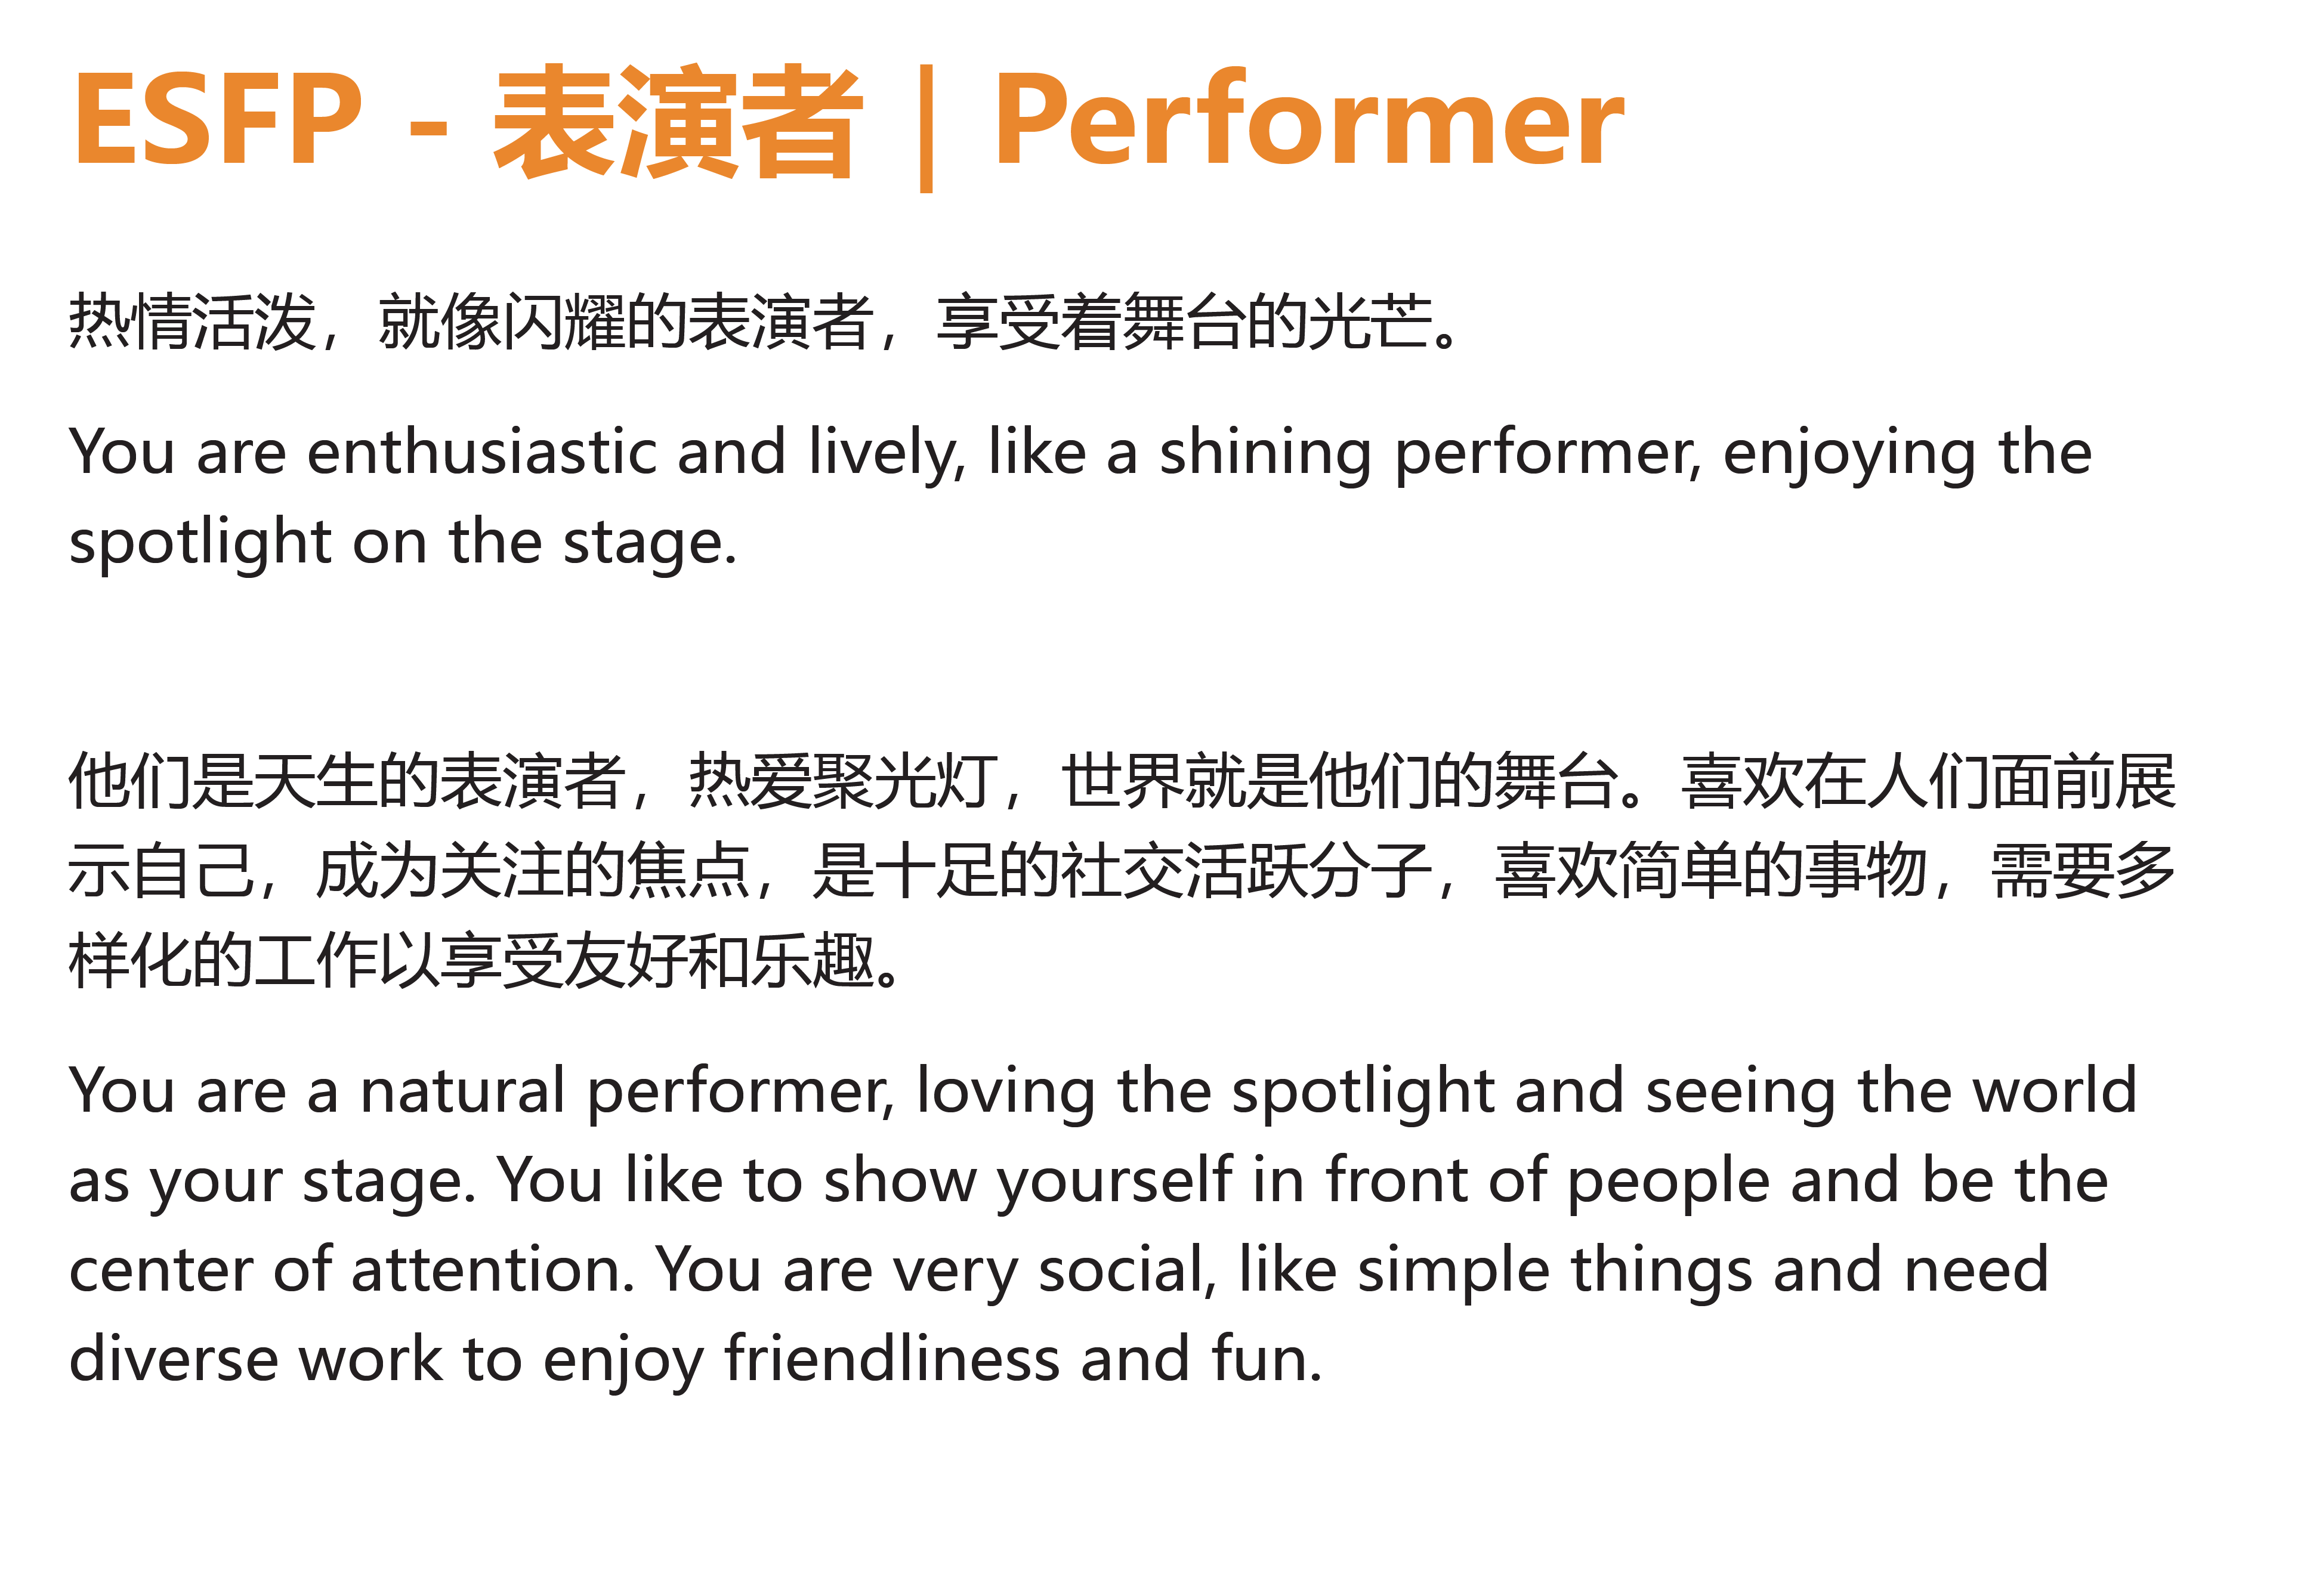 ESFP - 表演者 | Performer
热情活泼，就像闪耀的表演者，享受着舞台的光芒。
You are enthusiastic and lively, like a shining performer, enjoying the
spotlight on the stage.
他们是天生的表演者，热爱聚光灯，世界就是他们的舞台。喜欢在人们面前展
示自己，成为关注的焦点，是十足的社交活跃分子，喜欢简单的事物，需要多
样化的工作以享受友好和乐趣。
You are a natural performer, loving the spotlight and seeing the world
as your stage. You like to show yourself in front of people and be the
center of attention. You are very social, like simple things and need
diverse work to enjoy friendliness and fun.